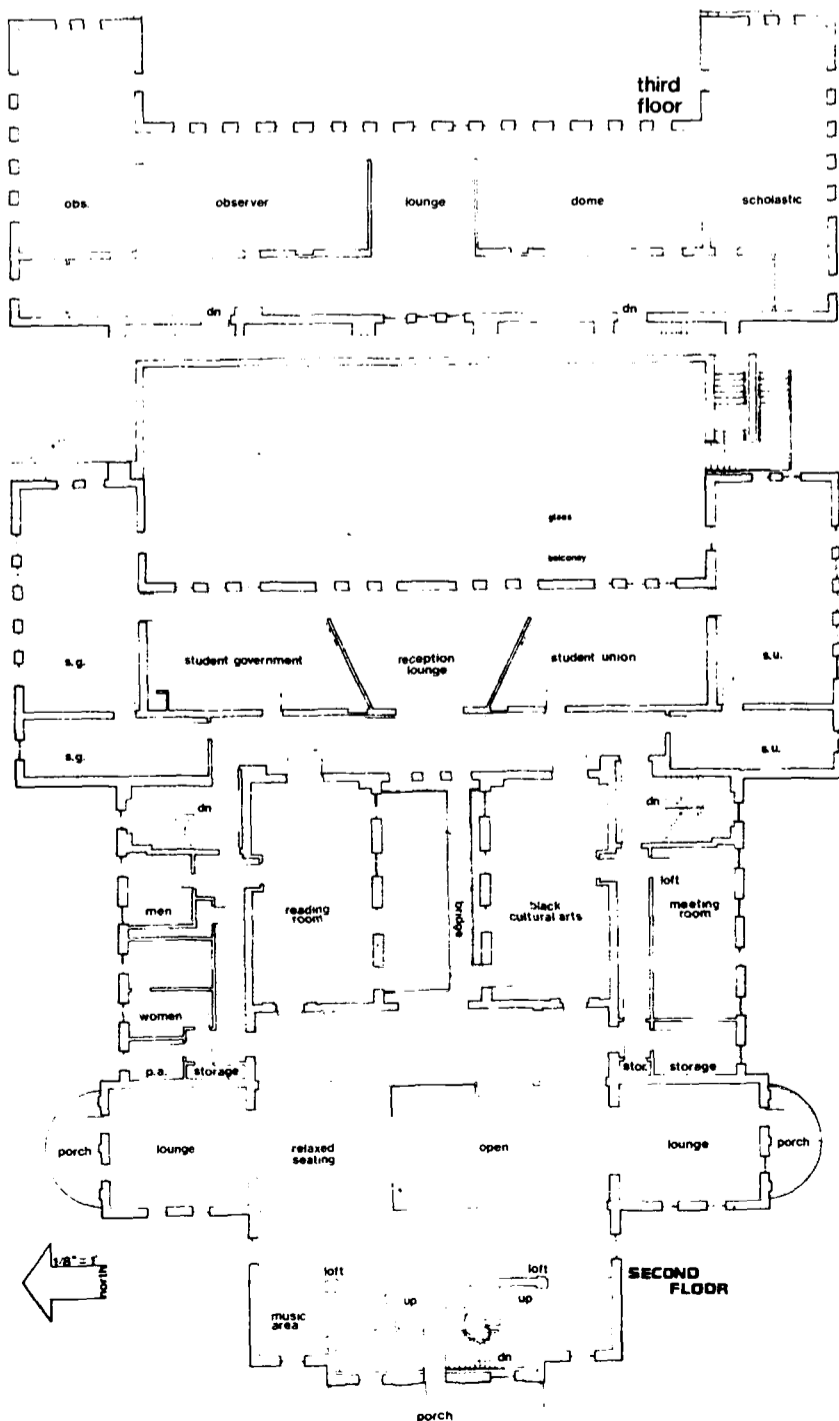 third
floor
obs.
observer
lounge
dome
scholastic
dn
dn
glass
balconey
s.g.
student government
reception
lounge
student union
s.u.
s.g.
s.u.
dn
dn
loft
men
reading
room
bridge
black
cultural arts
meeting
room
women
p.a.
storage
stor.
storage
porch
lounge
relaxed
seating
open
lounge
porch
1/8" = 1'
north
loft
loft
SECOND
FLOOR
up
up
music
area
dn
porch